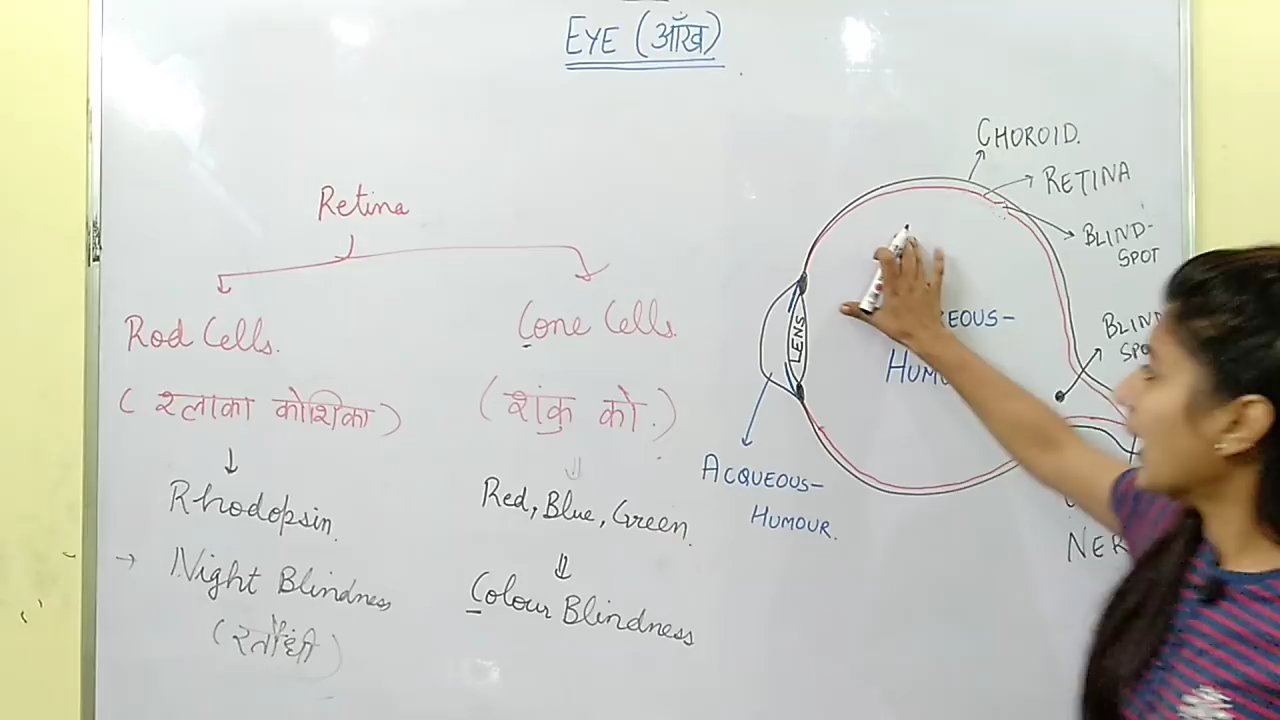 EYE (आँख)
Retina
Rod Cells.
(श्लाका कोशिका)
Rhodopsin
Night Blindness
(रतौंधी)
Cone Cells.
(शंकु को.)
Red, Blue, Green.
Colour Blindness
CHOROID.
RETINA
BLIND-
SPOT
LENS
HUM
ACQUEOUS-
HUMOUR.